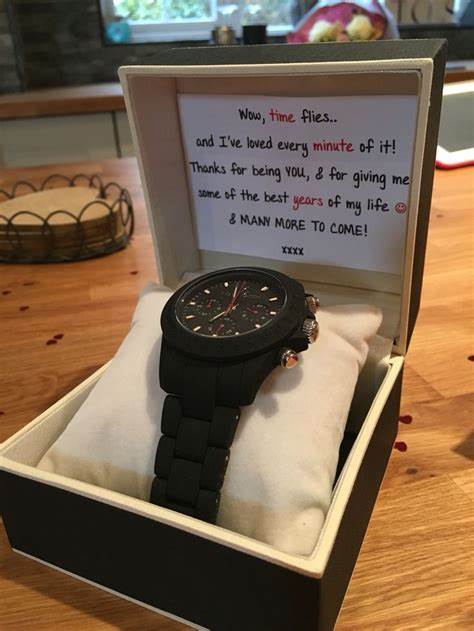 Wow, time flies..
and I've loved every minute of it!
Thanks for being YOU, & for giving me
some of the best years of my life ☺
& MANY MORE TO COME!
xxxx